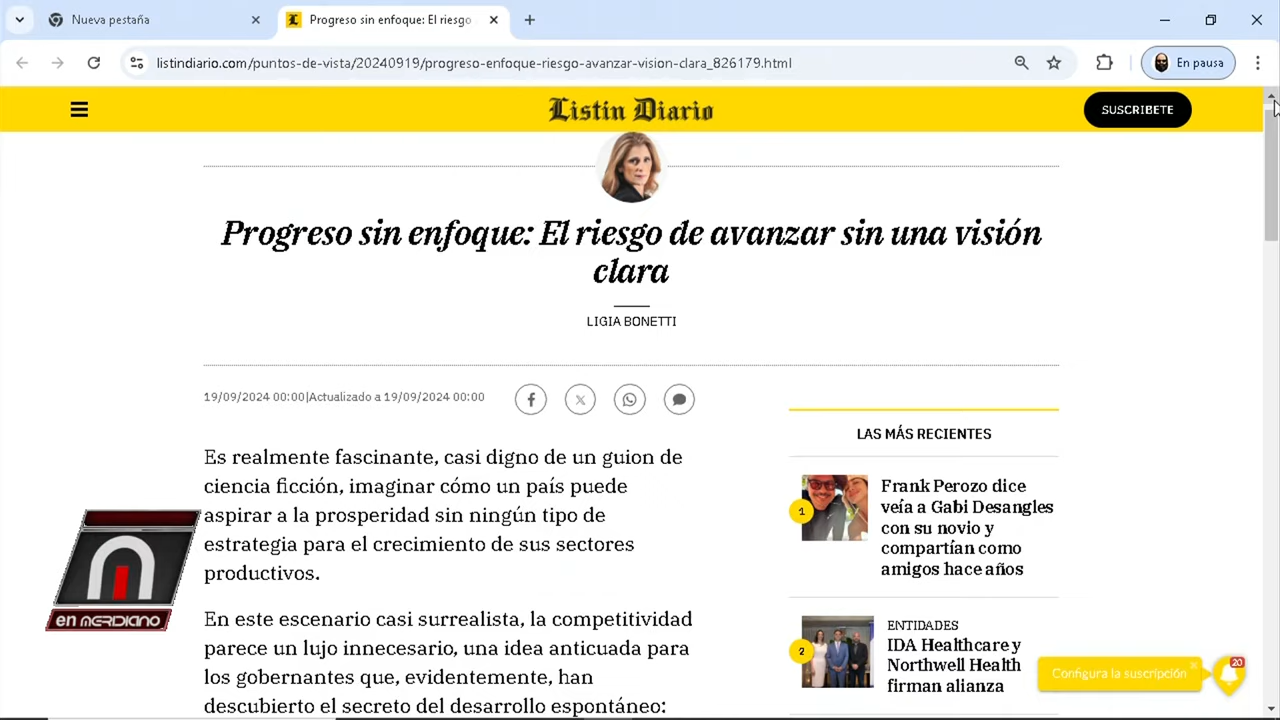 Nueva pestaña
Progreso sin enfoque: El riesgo
listindiario.com/puntos-de-vista/20240919/progreso-enfoque-riesgo-avanzar-vision-clara_826179.html
En pausa
Listin Diario
SUSCRIBETE
Progreso sin enfoque: El riesgo de avanzar sin una visión
clara
LIGIA BONETTI
19/09/2024 00:00|Actualizado a 19/09/2024 00:00
Es realmente fascinante, casi digno de un guion de
ciencia ficción, imaginar cómo un país puede
aspirar a la prosperidad sin ningún tipo de
estrategia para el crecimiento de sus sectores
productivos.
En este escenario casi surrealista, la competitividad
parece un lujo innecesario, una idea anticuada para
los gobernantes que, evidentemente, han
descubierto el secreto del desarrollo espontáneo:
LAS MÁS RECIENTES
1
Frank Perozo dice
veía a Gabi Desangles
con su novio y
compartían como
amigos hace años
2
ENTIDADES
IDA Healthcare y
Northwell Health
firman alianza
Configura la suscripción
20
en MERDIANO